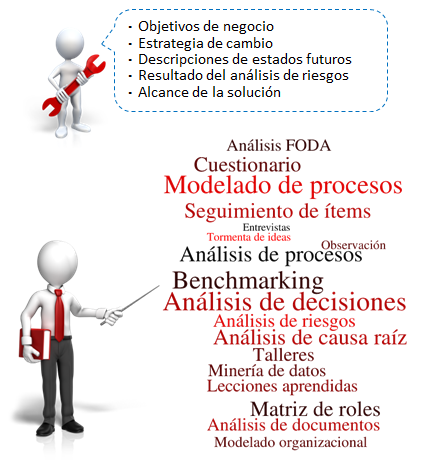 - Objetivos de negocio
- Estrategia de cambio
- Descripciones de estados futuros
- Resultado del análisis de riesgos
- Alcance de la solución
Análisis FODA
Cuestionario
Modelado de procesos
Seguimiento de ítems
Entrevistas
Tormenta de ideas
Observación
Análisis de procesos
Benchmarking
Análisis de decisiones
Análisis de riesgos
Análisis de causa raíz
Talleres
Minería de datos
Lecciones aprendidas
Matriz de roles
Análisis de documentos
Modelado organizacional